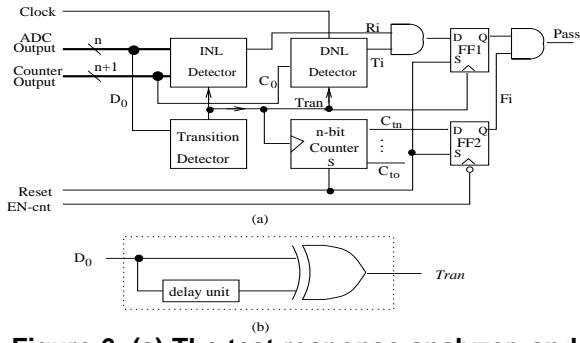 Clock
ADC
Output
n
Counter
Output
n+1
D0
INL
Detector
C0
DNL
Detector
Ri
Ti
Tran
Transition
Detector
n-bit
Counter
S
Ctn
Cto
D Q
FF1
S
D Q
FF2
S
Fi
Pass
Reset
EN-cnt
(a)
D0
delay unit
Tran
(b)
Figure 6. (a) The test response analyzer, and